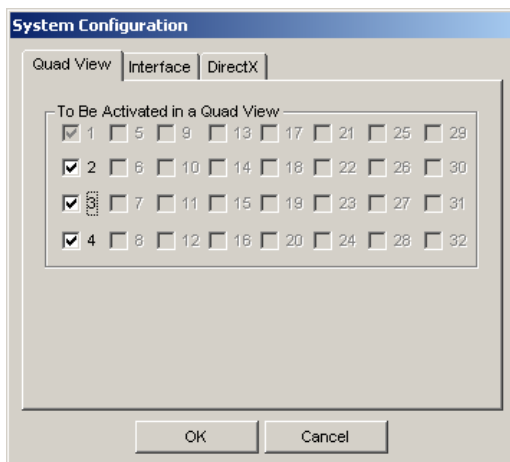 System Configuration
Quad View Interface DirectX
To Be Activated in a Quad View
1 5 9 13 17 21 25 29
2 6 10 14 18 22 26 30
3 7 11 15 19 23 27 31
4 8 12 16 20 24 28 32
OK Cancel